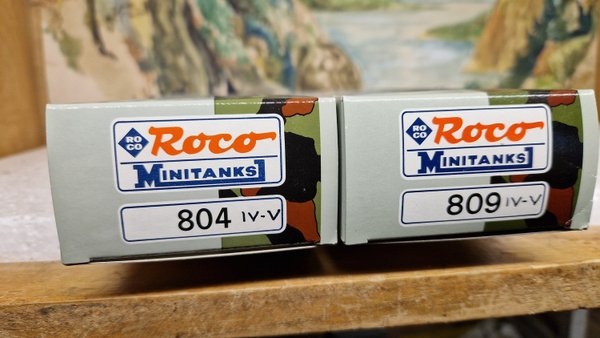 RO
CO
Roco
MINITANKS
804 IV-V
RO
CO
Roco
MINITANKS
809 IV-V